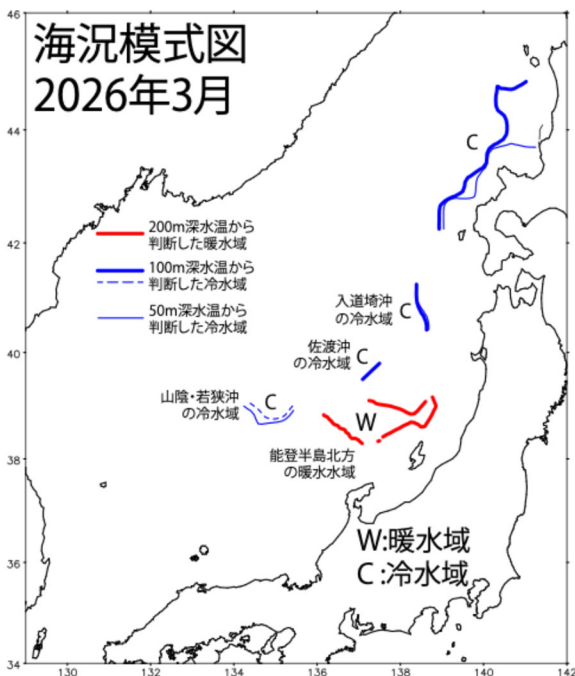 海況模式図
2026年3月
200m深水温から
判断した暖水域
100m深水温から
判断した冷水域
50m深水温から
判断した冷水域
C
入道埼沖
の冷水域
C
佐渡沖
の冷水域
C
山陰・若狭沖
の冷水域
C
W
能登半島北方
の暖水水域
W:暖水域
C :冷水域
46
44
42
40
38
36
34
130
132
134
136
138
140
142